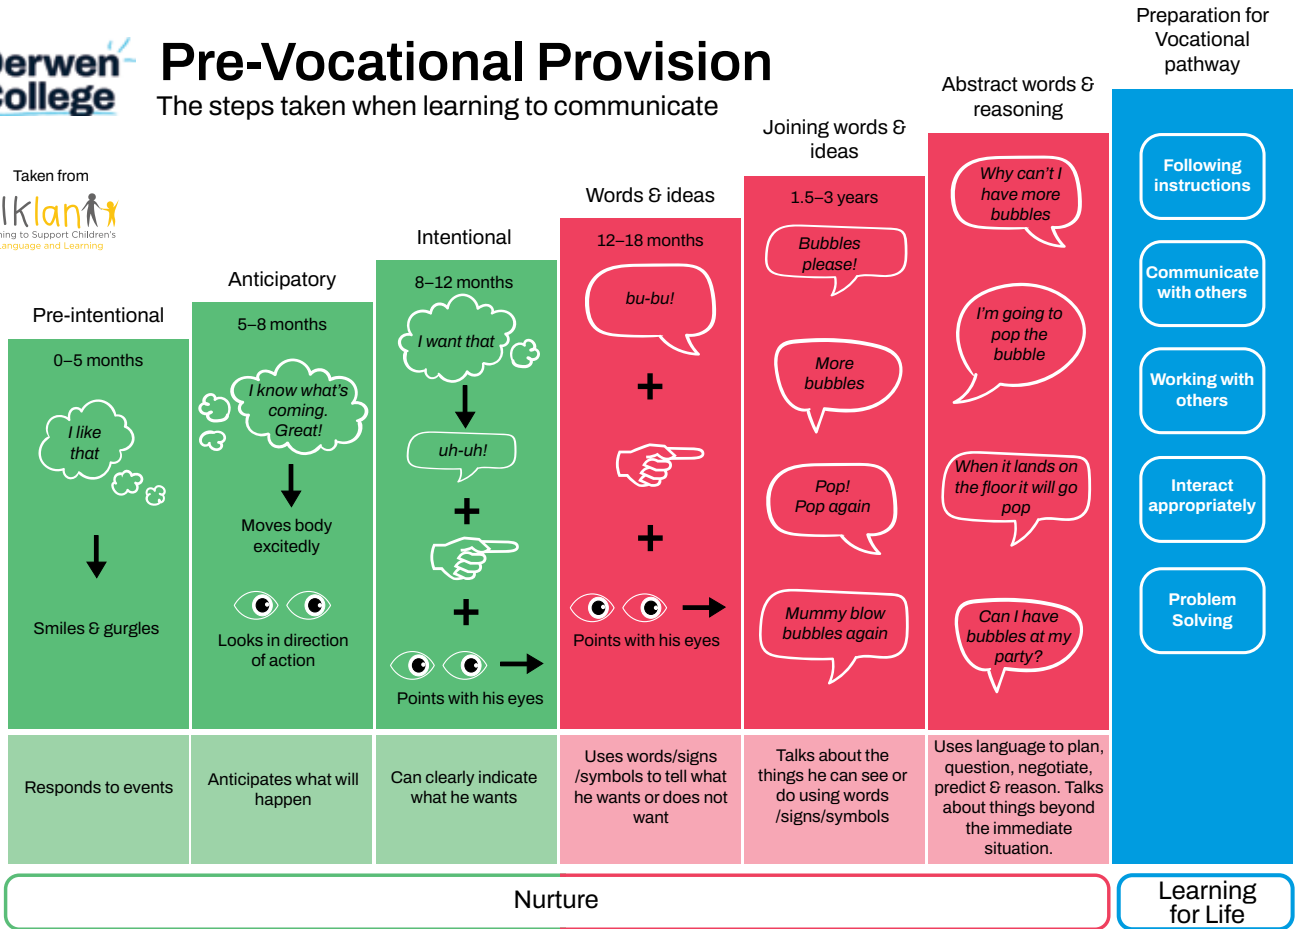 Pre-Vocational Provision
The steps taken when learning to communicate
College
Taken from
to Support Children's
Language and Learning
Pre-intentional
0–5 months
I like
that
Smiles & gurgles
Responds to events
Anticipatory
5–8 months
I know what's
coming.
Great!
Moves body
excitedly
Looks in direction
of action
Anticipates what will
happen
Intentional
8–12 months
I want that
uh-uh!
Points with his eyes
Can clearly indicate
what he wants
Words & ideas
12–18 months
bu-bu!
Points with his eyes
Uses words/signs
/symbols to tell what
he wants or does not
want
Joining words &
ideas
1.5–3 years
Bubbles
please!
More
bubbles
Pop!
Pop again
Mummy blow
bubbles again
Talks about the
things he can see or
do using words
/signs/symbols
Abstract words &
reasoning
Why can't I
have more
bubbles
I'm going to
pop the
bubble
When it lands on
the floor it will go
pop
Can I have
bubbles at my
party?
Uses language to plan,
question, negotiate,
predict & reason. Talks
about things beyond
the immediate
situation.
Preparation for
Vocational
pathway
Following
instructions
Communicate
with others
Working with
others
Interact
appropriately
Problem
Solving
Nurture
Learning
for Life